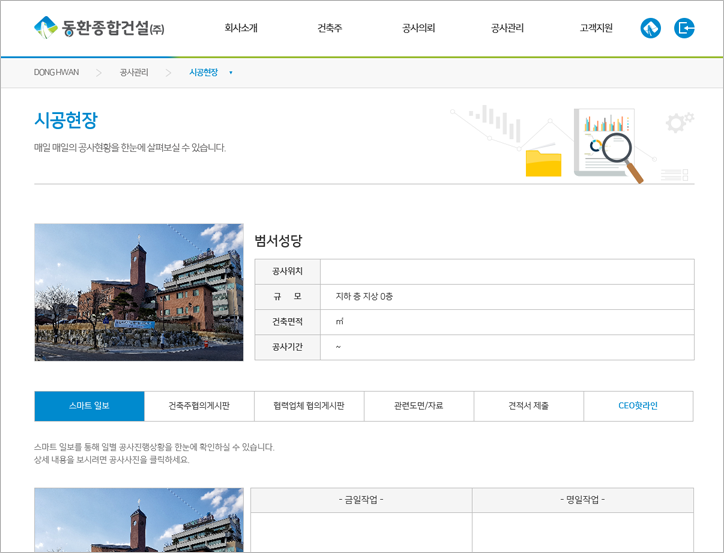 동환종합건설(주)
회사소개 건축주 공사의뢰 공사관리 고객지원
DONGHWAN 공사관리 시공현장
시공현장
매일 매일의 공사현황을 한눈에 살펴보실 수 있습니다.
범서성당
공사위치
규 모 지하 층 지상 0층
건축면적 ㎡
공사기간 ~
스마트 일보 건축주협의게시판 협력업체 협의게시판 관련도면/자료 견적서 제출 CEO핫라인
스마트 일보를 통해 일별 공사진행상황을 한눈에 확인하실 수 있습니다.
상세 내용을 보시려면 공사사진을 클릭하세요.
- 금일작업 - - 명일작업 -